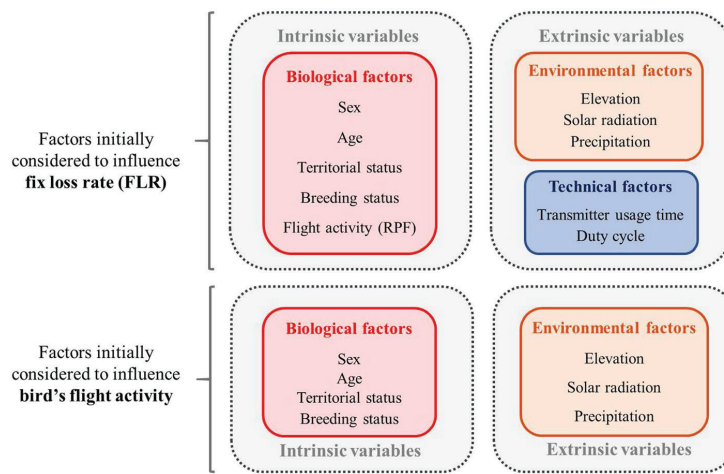 Factors initially
considered to influence
fix loss rate (FLR)
Intrinsic variables
Biological factors
Sex
Age
Territorial status
Breeding status
Flight activity (RPF)
Extrinsic variables
Environmental factors
Elevation
Solar radiation
Precipitation
Technical factors
Transmitter usage time
Duty cycle
Factors initially
considered to influence
bird's flight activity
Biological factors
Sex
Age
Territorial status
Breeding status
Intrinsic variables
Environmental factors
Elevation
Solar radiation
Precipitation
Extrinsic variables